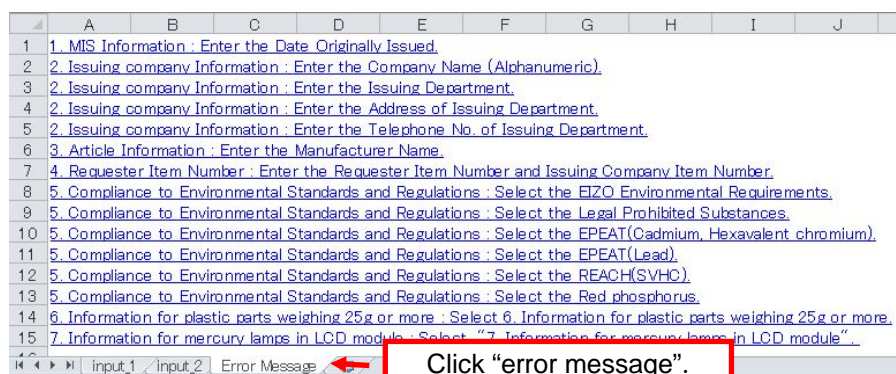 A B C D E F G H I J
1 1. MIS Information : Enter the Date Originally Issued.
2 2. Issuing company Information : Enter the Company Name (Alphanumeric).
3 2. Issuing company Information : Enter the Issuing Department.
4 2. Issuing company Information : Enter the Address of Issuing Department.
5 2. Issuing company Information : Enter the Telephone No. of Issuing Department.
6 3. Article Information : Enter the Manufacturer Name.
7 4. Requester Item Number : Enter the Requester Item Number and Issuing Company Item Number.
8 5. Compliance to Environmental Standards and Regulations : Select the EIZO Environmental Requirements.
9 5. Compliance to Environmental Standards and Regulations : Select the Legal Prohibited Substances.
10 5. Compliance to Environmental Standards and Regulations : Select the EPEAT(Cadmium, Hexavalent chromium).
11 5. Compliance to Environmental Standards and Regulations : Select the EPEAT(Lead).
12 5. Compliance to Environmental Standards and Regulations : Select the REACH(SVHC).
13 5. Compliance to Environmental Standards and Regulations : Select the Red phosphorus.
14 6. Information for plastic parts weighing 25g or more : Select 6. Information for plastic parts weighing 25g or more.
15 7. Information for mercury lamps in LCD module : Select "7. Information for mercury lamps in LCD module".
input_1 input_2 Error Message
Click “error message”.